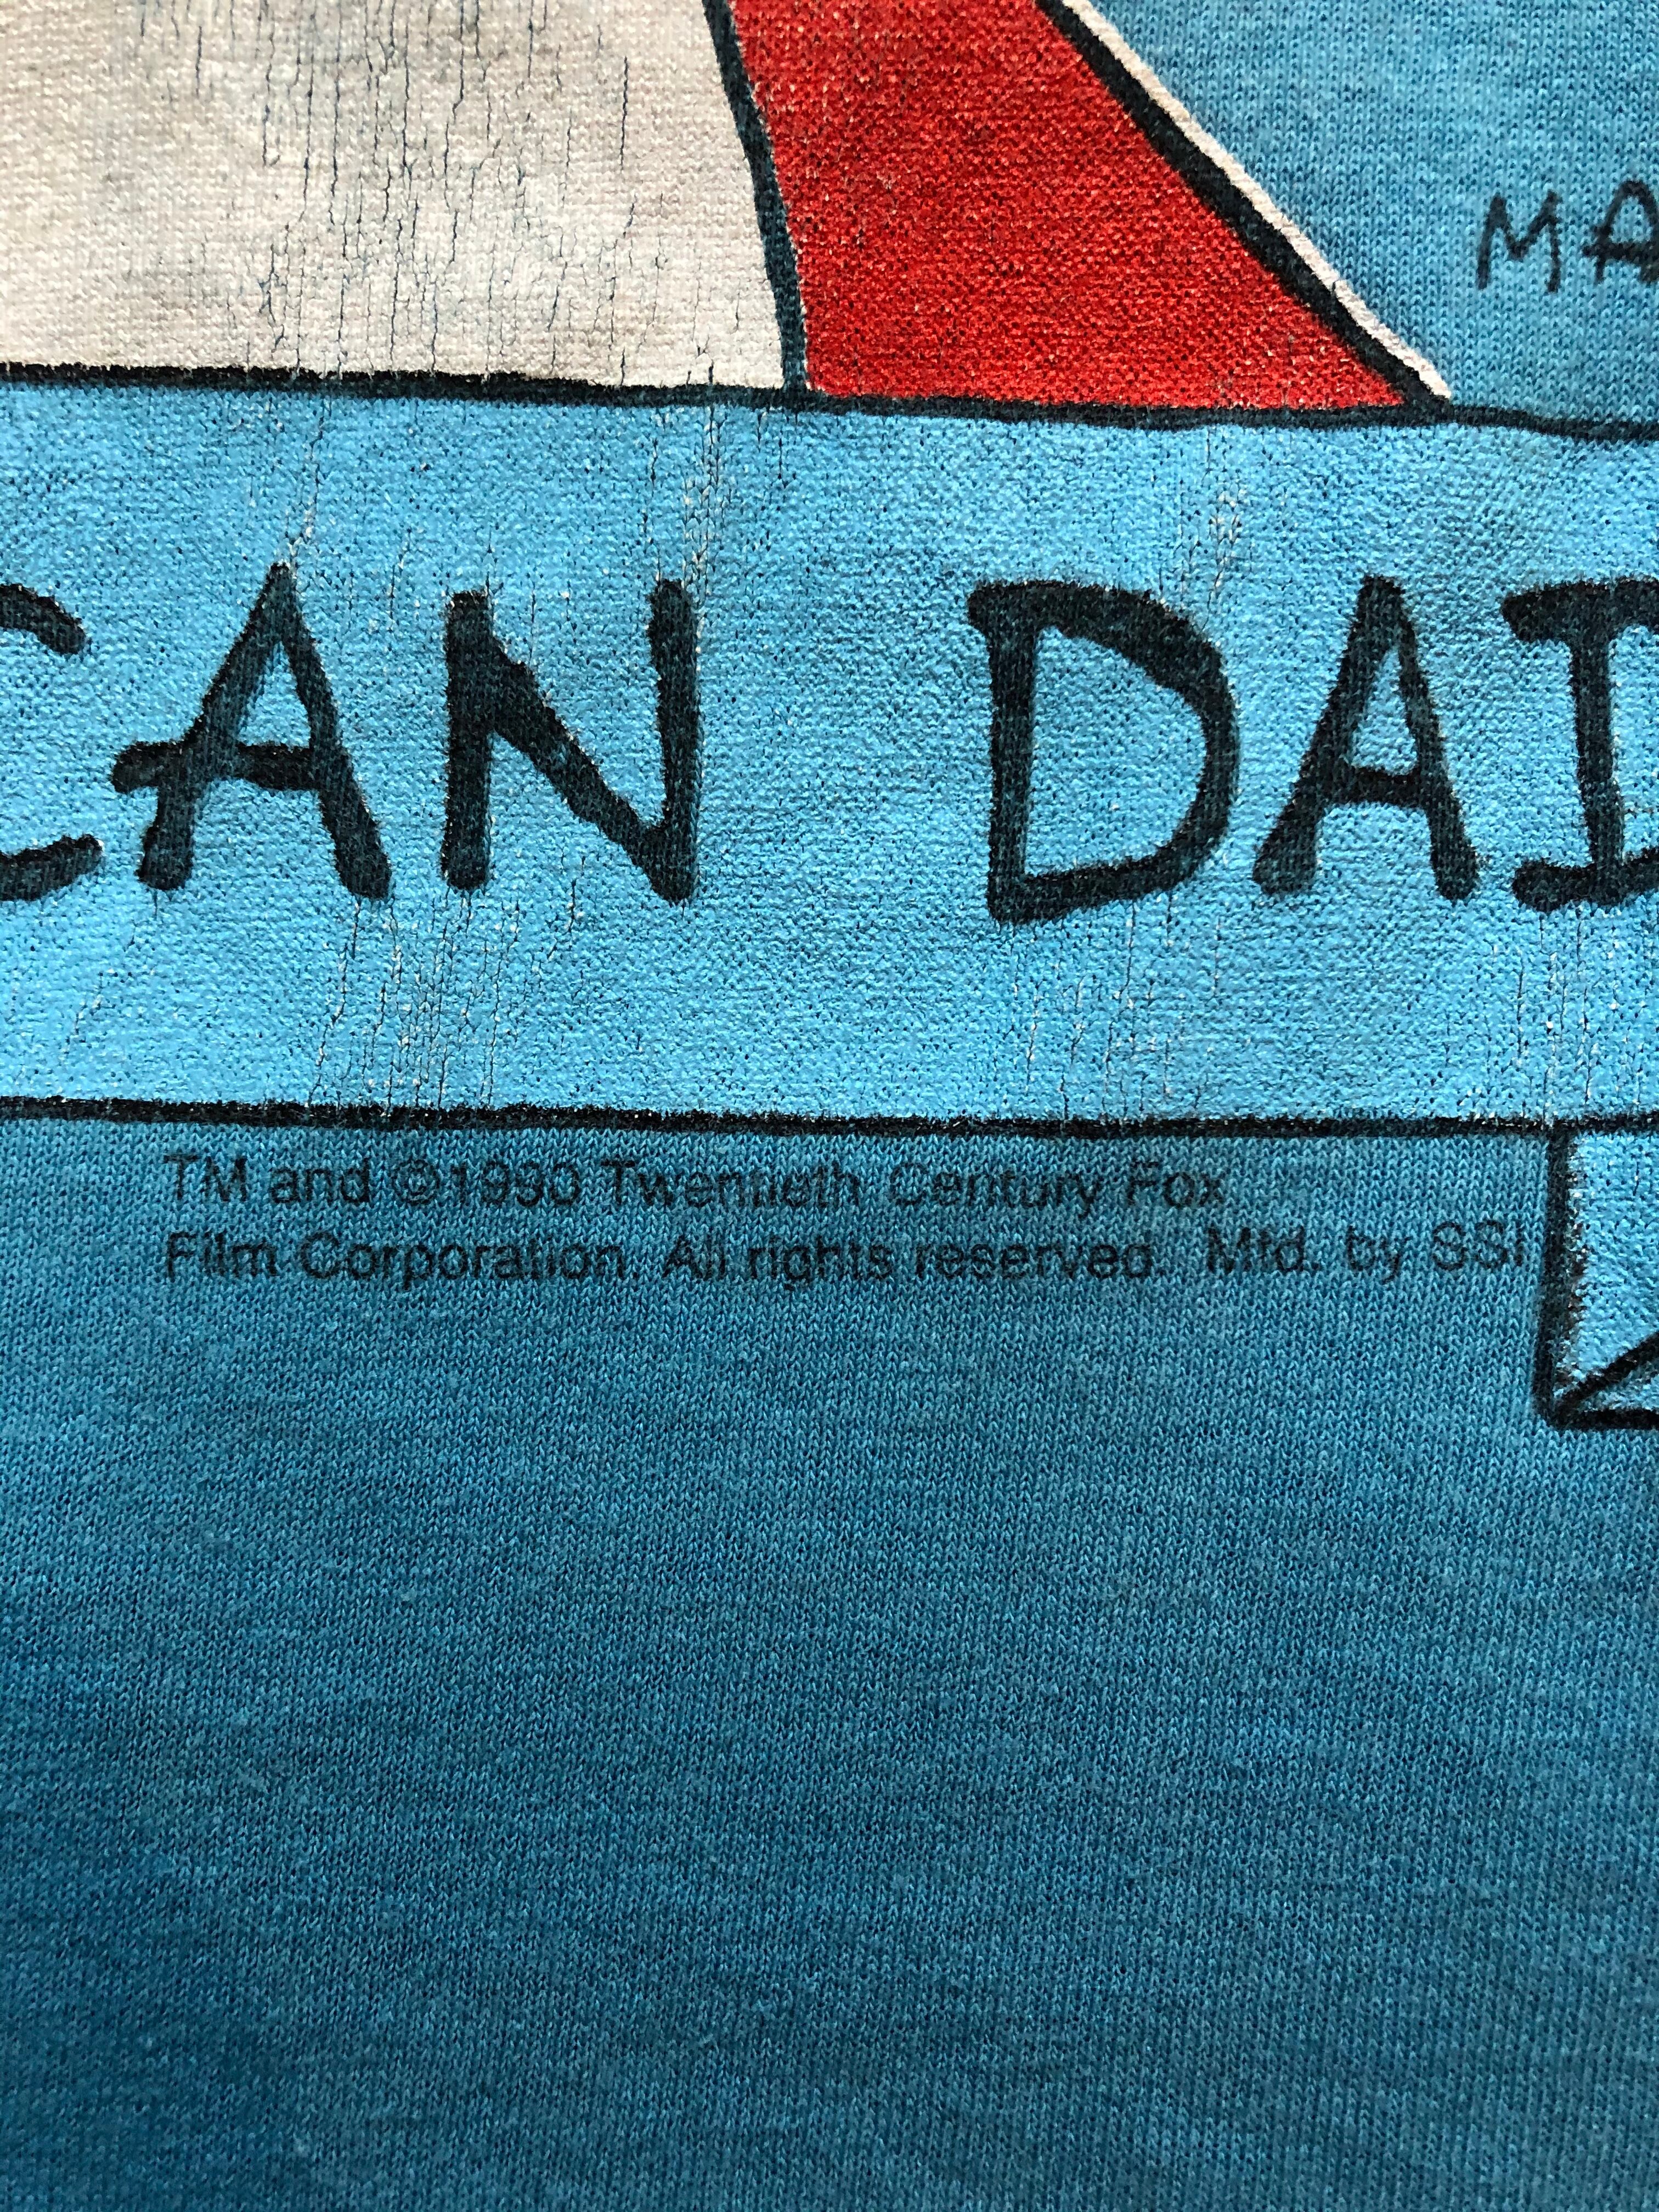 MA
CAN DAI
TM and ©1990 Twentieth Century Fox
Film Corporation. All rights reserved. Mfd. by SSI